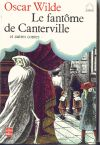 Oscar Wilde
Le fantôme
de Canterville
et autres contes